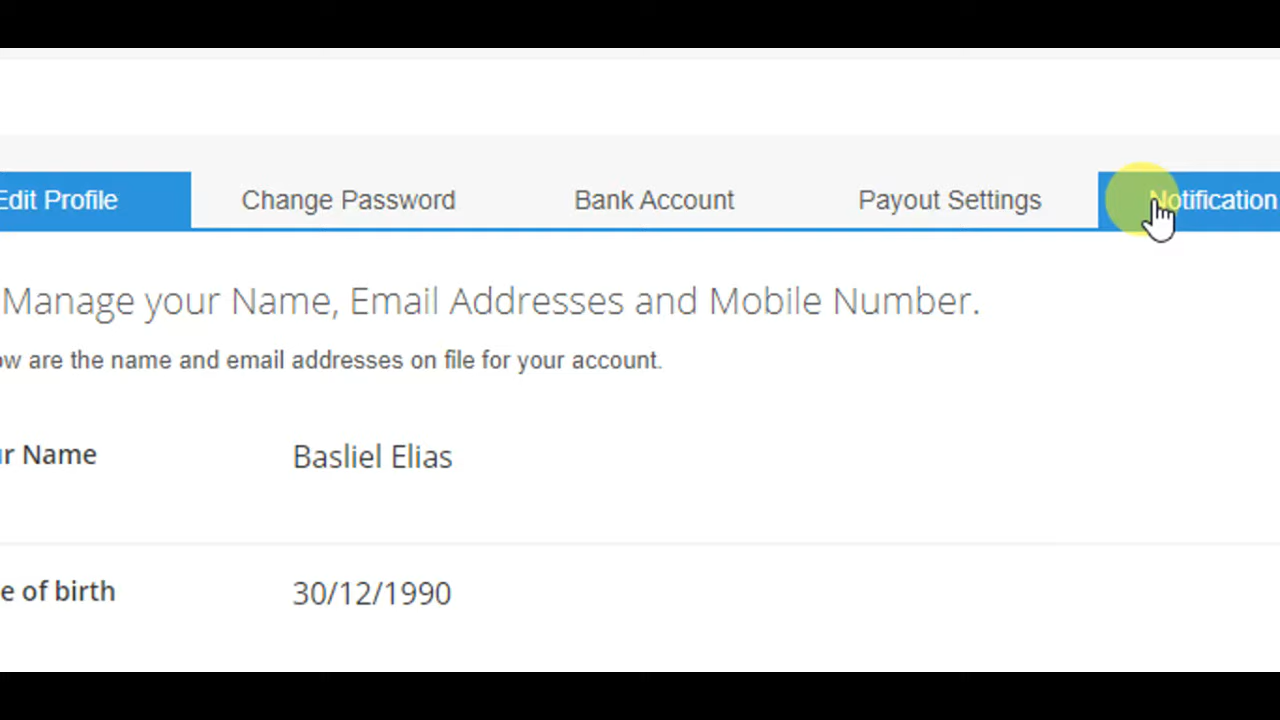 Edit Profile Change Password Bank Account Payout Settings Notification
Manage your Name, Email Addresses and Mobile Number.
are the name and email addresses on file for your account.
Name Basliel Elias
of birth 30/12/1990